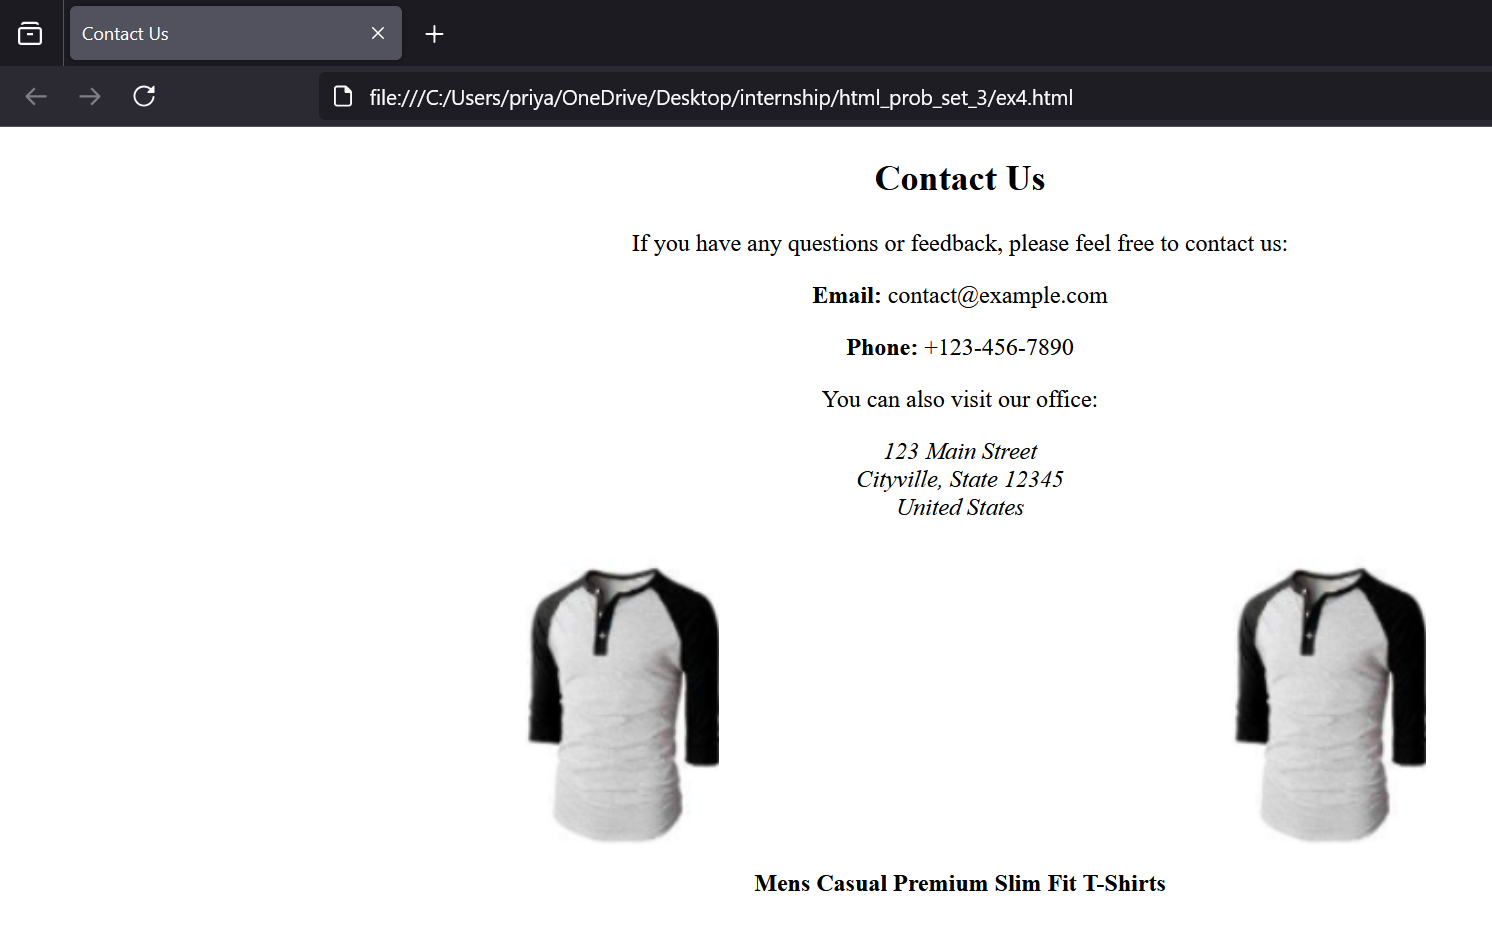 Contact Us
file:///C:/Users/priya/OneDrive/Desktop/internship/html_prob_set_3/ex4.html
Contact Us
If you have any questions or feedback, please feel free to contact us:
Email: contact@example.com
Phone: +123-456-7890
You can also visit our office:
123 Main Street
Cityville, State 12345
United States
Mens Casual Premium Slim Fit T-Shirts